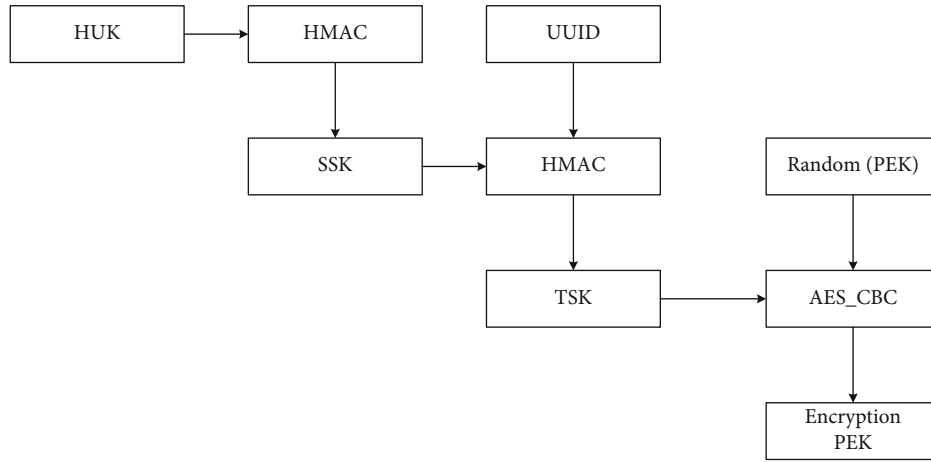 HUK
HMAC
UUID
SSK
HMAC
Random (PEK)
TSK
AES_CBC
Encryption
PEK